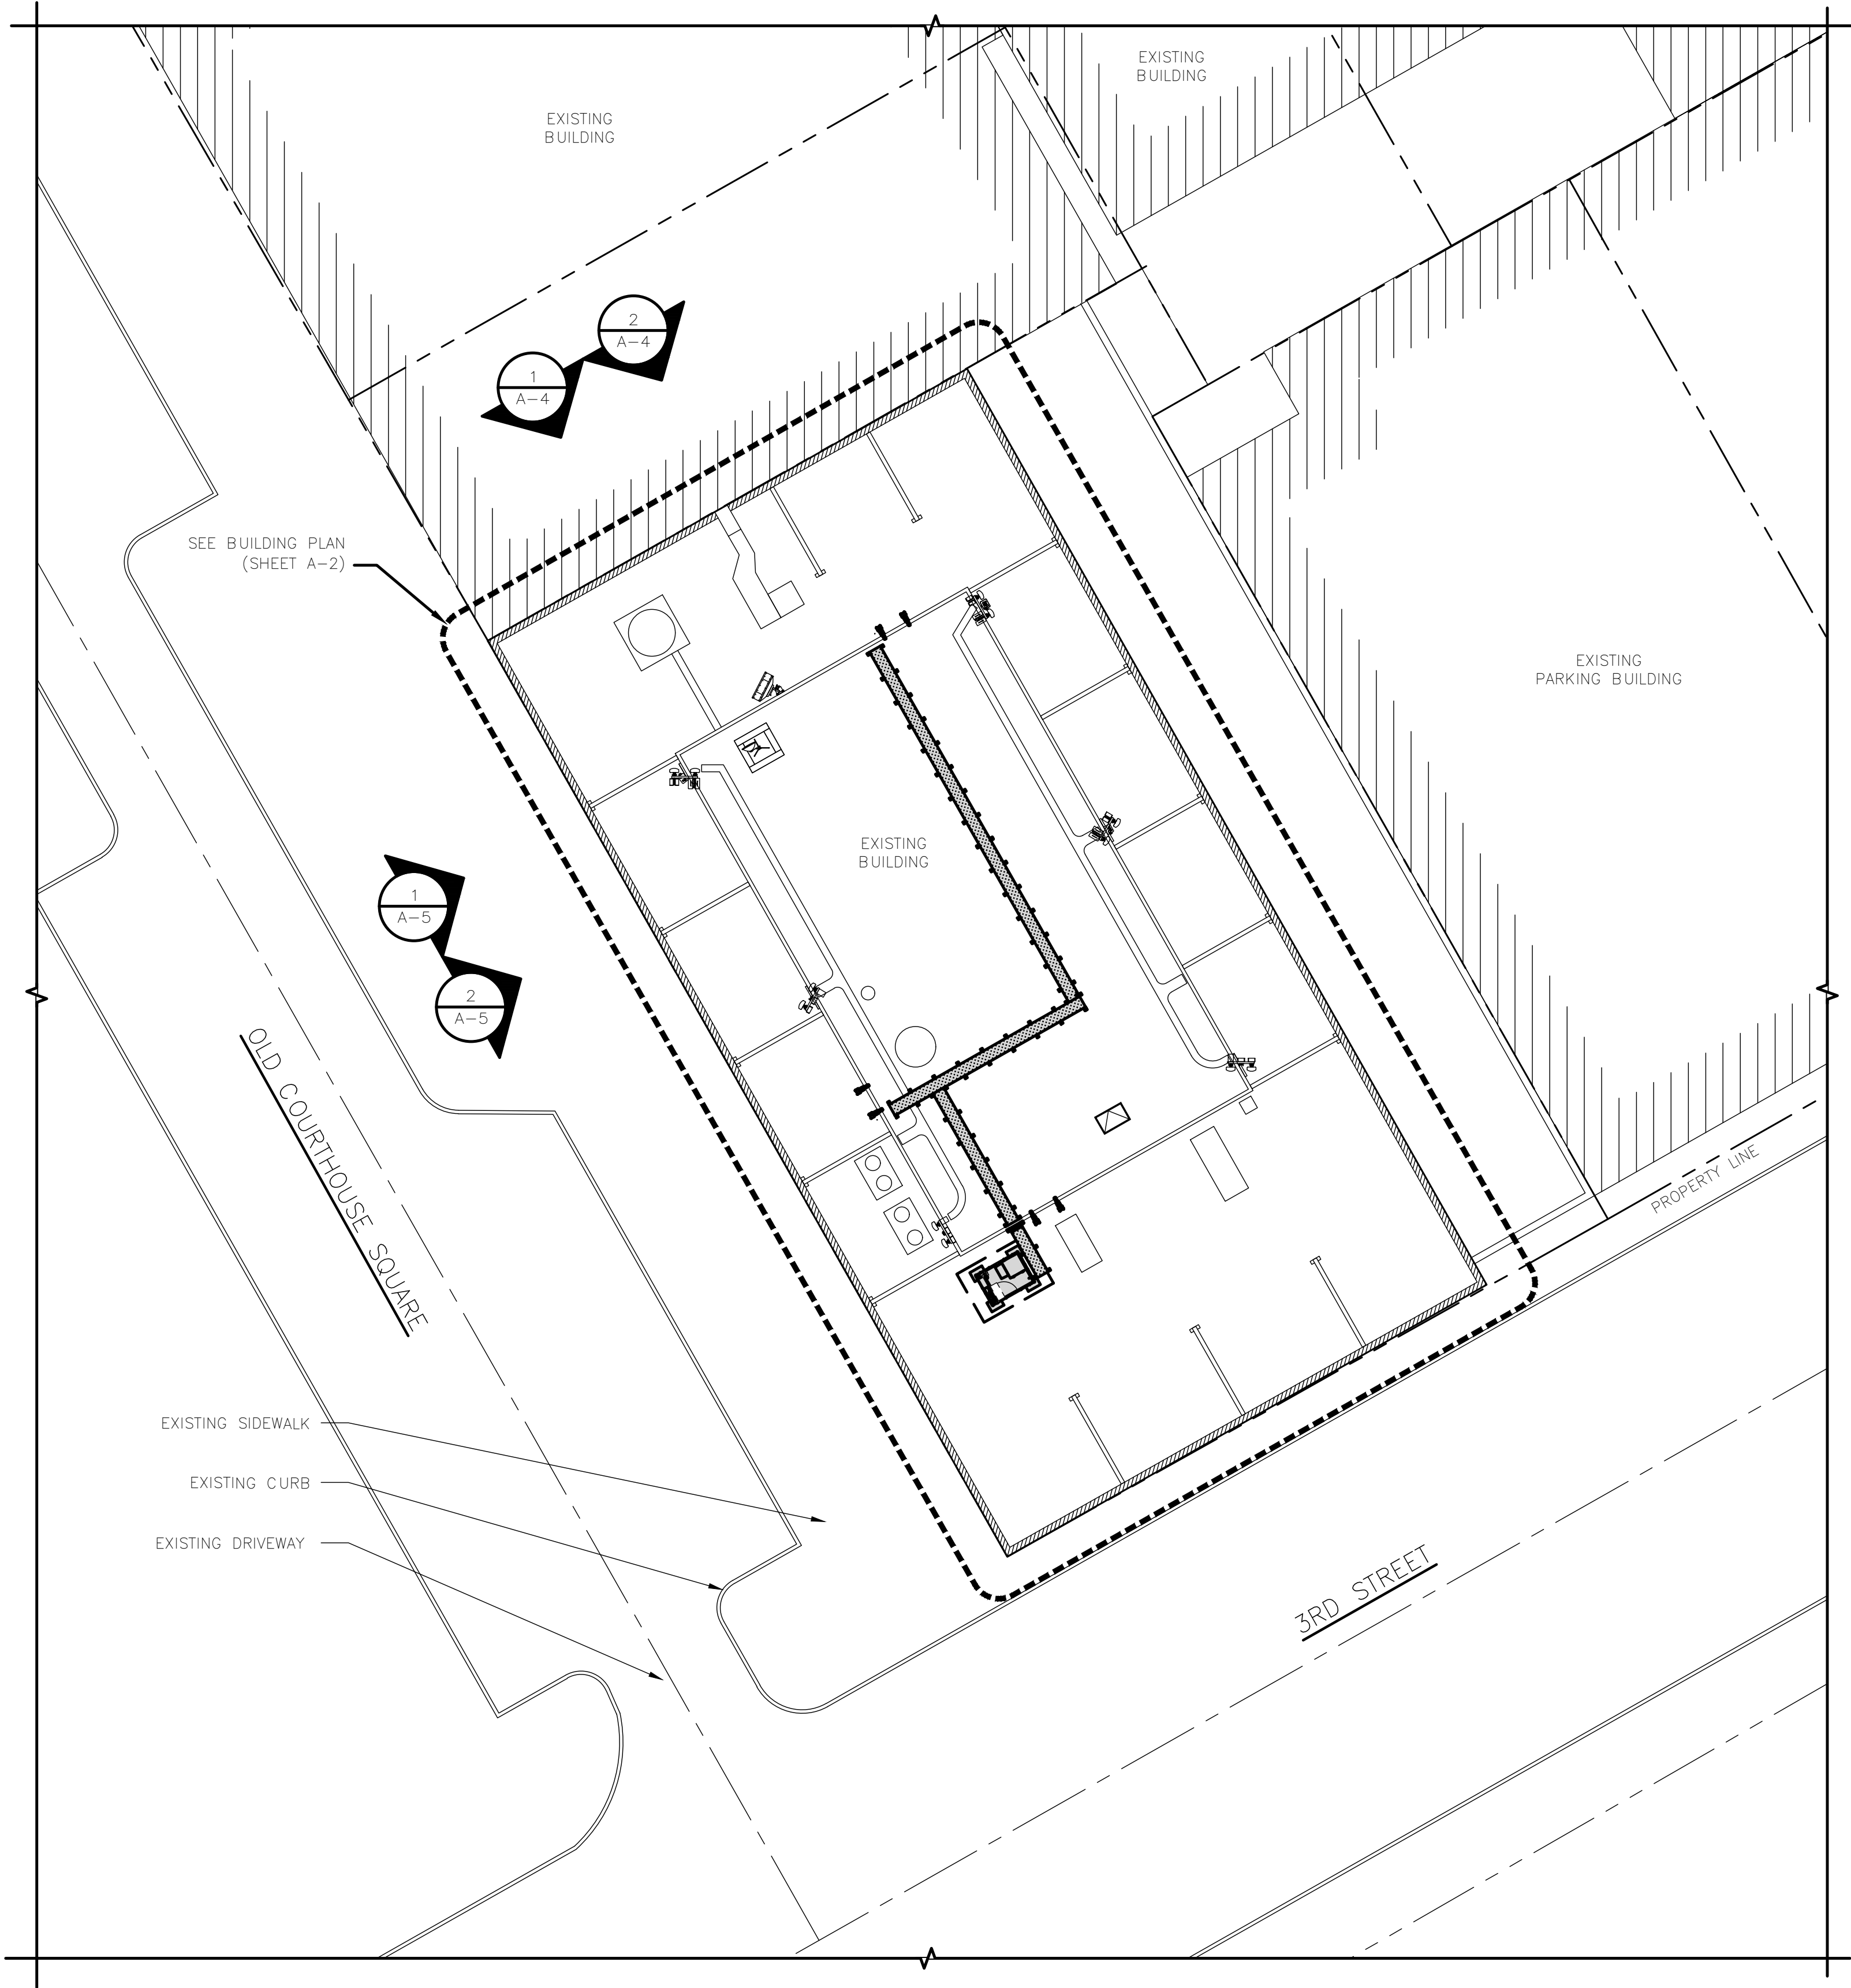 EXISTING
BUILDING
EXISTING
BUILDING
2
A-4
1
A-4
SEE BUILDING PLAN
(SHEET A-2)
EXISTING
PARKING BUILDING
EXISTING
BUILDING
1
A-5
2
A-5
OLD COURTHOUSE SQUARE
PROPERTY LINE
EXISTING SIDEWALK
EXISTING CURB
EXISTING DRIVEWAY
3RD STREET